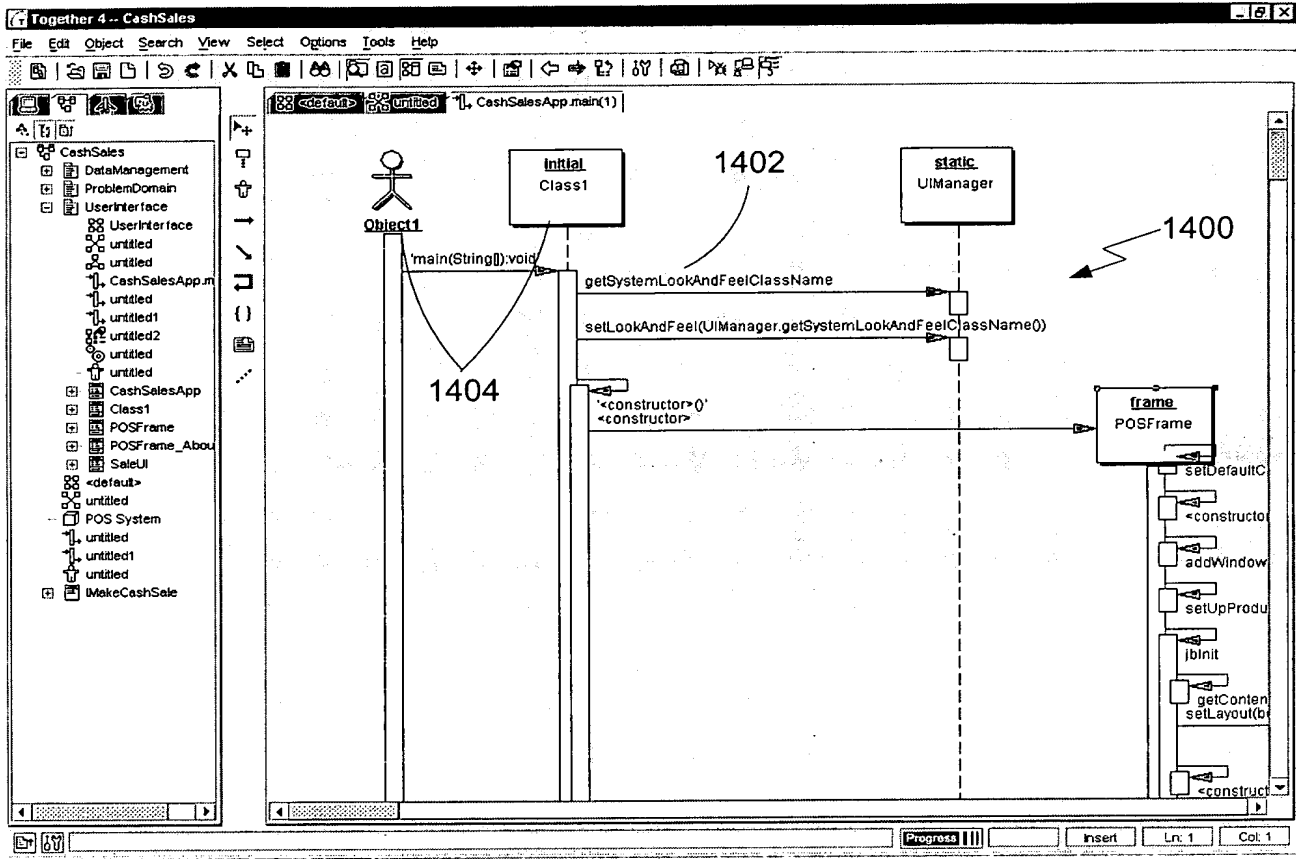 Together 4 -- CashSales
File Edit Object Search View Select Options Tools Help
<default> untitled CashSalesApp.main(1)
CashSales
DataManagement
ProblemDomain
UserInterface
UserInterface
untitled
untitled
CashSalesApp.m
untitled
untitled1
untitled2
untitled
untitled
CashSalesApp
Class1
POSFrame
POSFrame_Abou
SaleUI
<default>
untitled
POS System
untitled
untitled1
untitled
IMakeCashSale
Object1
initial
Class1
1402
static
UIManager
1400
'main(String[]):void
getSystemLookAndFeelClassName
setLookAndFeel(UIManager.getSystemLookAndFeelClassName())
1404
'<constructor>()'
<constructor>
frame
POSFrame
setDefaultC
<constructor
addWindow
setUpProdu
jbInit
getConten
setLayout(b
<construct
Progress Insert Ln: 1 Col: 1